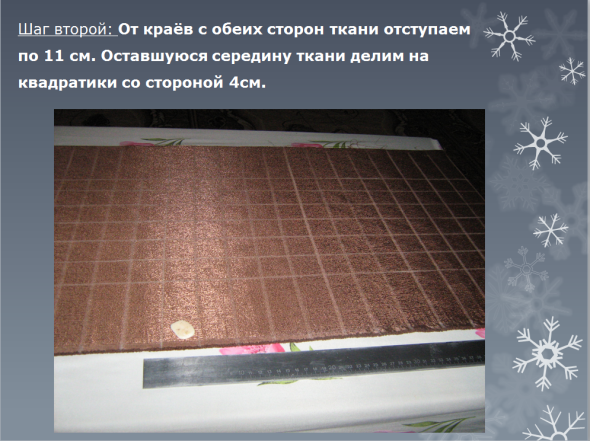 Шаг второй: От краёв с обеих сторон ткани отступаем
по 11 см. Оставшуюся середину ткани делим на
квадратики со стороной 4см.